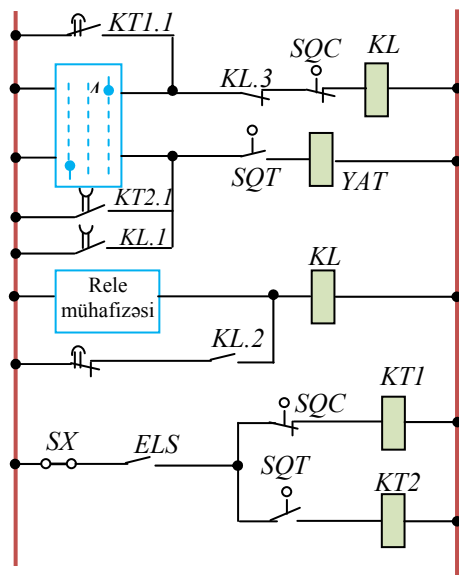 KT1.1
SQC
KL
Λ
KL.3
SQT
YAT
KT2.1
KL.1
KL
Rele
mühafizəsi
KL.2
KT1
SQC
SX
ELS
SQT
KT2